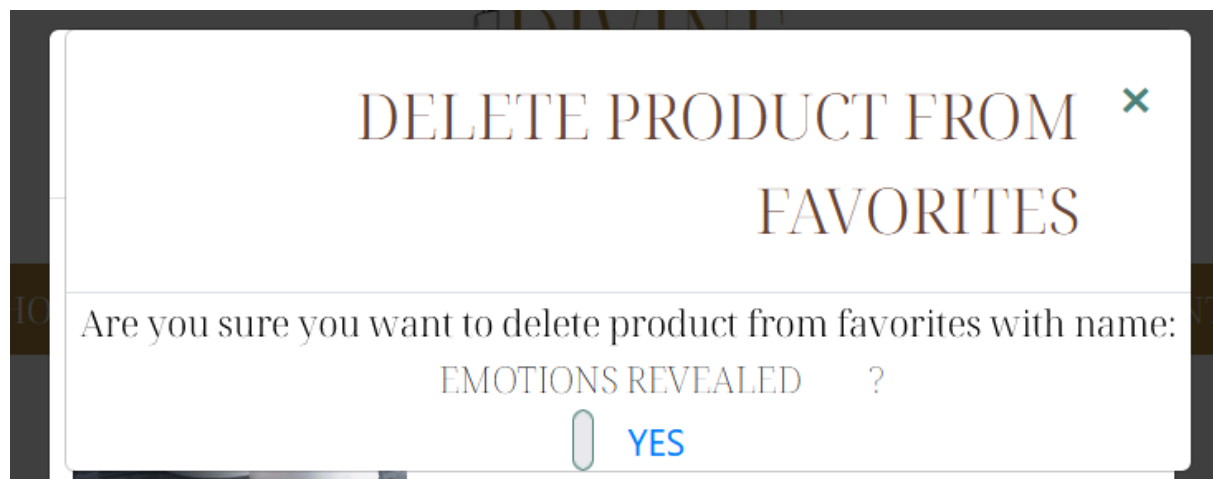 DIVINE
DELETE PRODUCT FROM
FAVORITES
Are you sure you want to delete product from favorites with name:
EMOTIONS REVEALED ?
YES